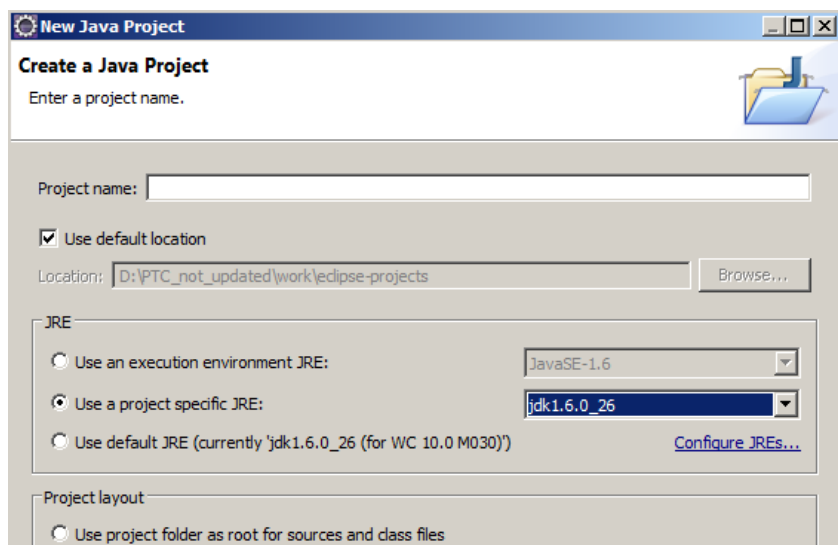 New Java Project
Create a Java Project
Enter a project name.
Project name:
Use default location
Location: D:\PTC_not_updated\work\eclipse-projects Browse...
JRE
Use an execution environment JRE: JavaSE-1.6
Use a project specific JRE: jdk1.6.0_26
Use default JRE (currently 'jdk1.6.0_26 (for WC 10.0 M030)') Configure JREs...
Project layout
Use project folder as root for sources and class files